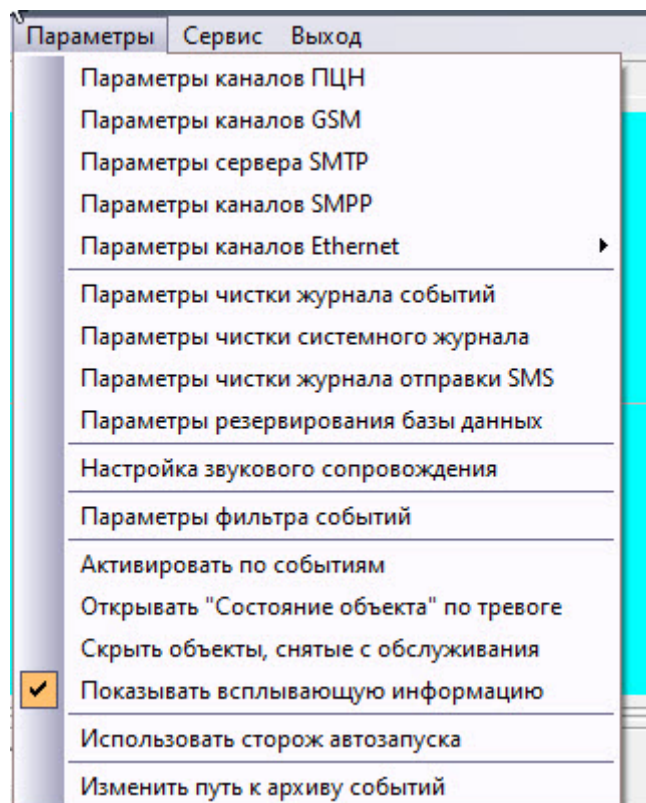 Параметры Сервис Выход
Параметры каналов ПЦН
Параметры каналов GSM
Параметры сервера SMTP
Параметры каналов SMPP
Параметры каналов Ethernet
Параметры чистки журнала событий
Параметры чистки системного журнала
Параметры чистки журнала отправки SMS
Параметры резервирования базы данных
Настройка звукового сопровождения
Параметры фильтра событий
Активировать по событиям
Открывать "Состояние объекта" по тревоге
Скрыть объекты, снятые с обслуживания
Показывать всплывающую информацию
Использовать сторож автозапуска
Изменить путь к архиву событий